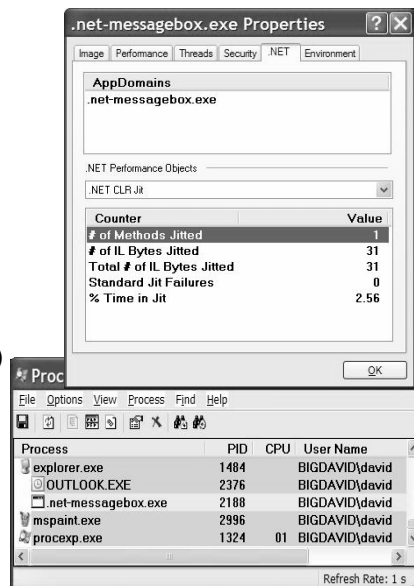 .net-messagebox.exe Properties
Image Performance Threads Security .NET Environment
AppDomains
.net-messagebox.exe
.NET Performance Objects
.NET CLR Jit
Counter Value
# of Methods Jitted 1
# of IL Bytes Jitted 31
Total # of IL Bytes Jitted 31
Standard Jit Failures 0
% Time in Jit 2.56
OK
Proc
File Options View Process Find Help
Process PID CPU User Name
explorer.exe 1484 BIGDAVID\david
OUTLOOK.EXE 2376 BIGDAVID\david
.net-messagebox.exe 2188 BIGDAVID\david
mspaint.exe 2996 BIGDAVID\david
procexp.exe 1324 01 BIGDAVID\david
Refresh Rate: 1 s